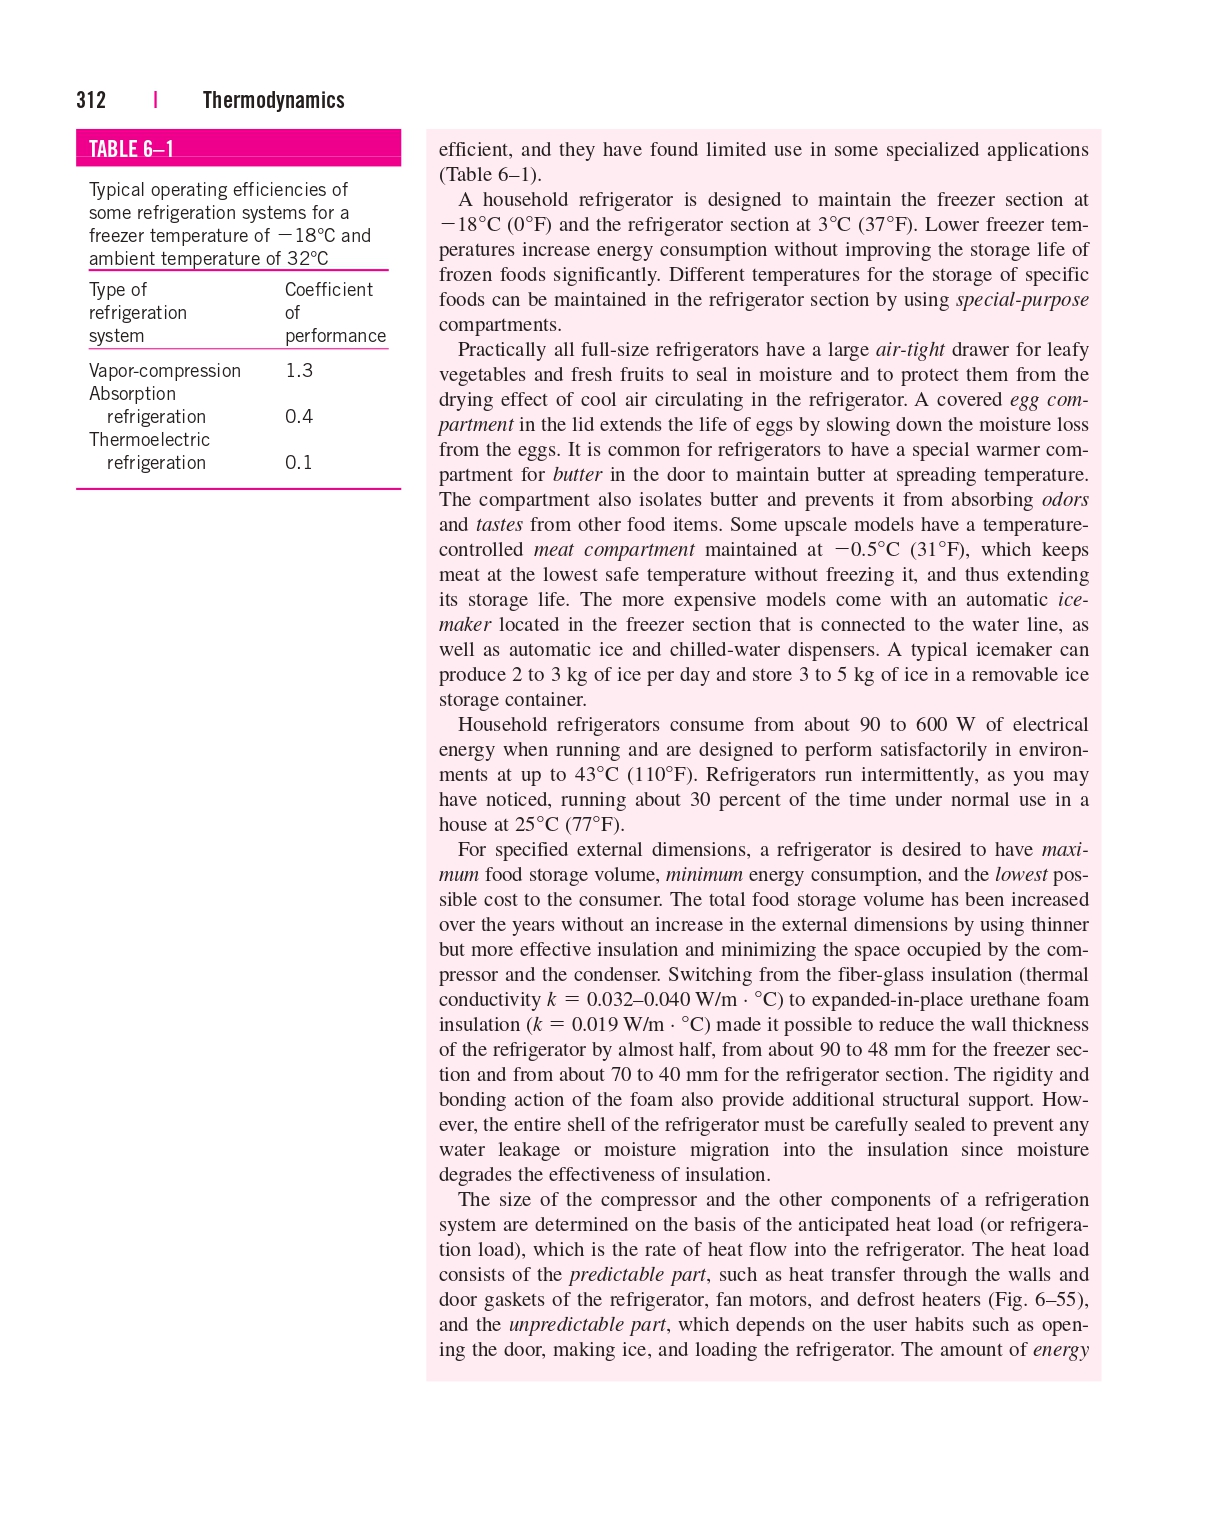 312 | Thermodynamics
TABLE 6–1
Typical operating efficiencies of
some refrigeration systems for a
freezer temperature of −18°C and
ambient temperature of 32°C
Type of Coefficient
refrigeration of
system performance
Vapor-compression 1.3
Absorption
refrigeration 0.4
Thermoelectric
refrigeration 0.1
efficient, and they have found limited use in some specialized applications
(Table 6–1).
A household refrigerator is designed to maintain the freezer section at
−18°C (0°F) and the refrigerator section at 3°C (37°F). Lower freezer tem-
peratures increase energy consumption without improving the storage life of
frozen foods significantly. Different temperatures for the storage of specific
foods can be maintained in the refrigerator section by using special-purpose
compartments.
Practically all full-size refrigerators have a large air-tight drawer for leafy
vegetables and fresh fruits to seal in moisture and to protect them from the
drying effect of cool air circulating in the refrigerator. A covered egg com-
partment in the lid extends the life of eggs by slowing down the moisture loss
from the eggs. It is common for refrigerators to have a special warmer com-
partment for butter in the door to maintain butter at spreading temperature.
The compartment also isolates butter and prevents it from absorbing odors
and tastes from other food items. Some upscale models have a temperature-
controlled meat compartment maintained at −0.5°C (31°F), which keeps
meat at the lowest safe temperature without freezing it, and thus extending
its storage life. The more expensive models come with an automatic ice-
maker located in the freezer section that is connected to the water line, as
well as automatic ice and chilled-water dispensers. A typical icemaker can
produce 2 to 3 kg of ice per day and store 3 to 5 kg of ice in a removable ice
storage container.
Household refrigerators consume from about 90 to 600 W of electrical
energy when running and are designed to perform satisfactorily in environ-
ments at up to 43°C (110°F). Refrigerators run intermittently, as you may
have noticed, running about 30 percent of the time under normal use in a
house at 25°C (77°F).
For specified external dimensions, a refrigerator is desired to have maxi-
mum food storage volume, minimum energy consumption, and the lowest pos-
sible cost to the consumer. The total food storage volume has been increased
over the years without an increase in the external dimensions by using thinner
but more effective insulation and minimizing the space occupied by the com-
pressor and the condenser. Switching from the fiber-glass insulation (thermal
conductivity k = 0.032–0.040 W/m · °C) to expanded-in-place urethane foam
insulation (k = 0.019 W/m · °C) made it possible to reduce the wall thickness
of the refrigerator by almost half, from about 90 to 48 mm for the freezer sec-
tion and from about 70 to 40 mm for the refrigerator section. The rigidity and
bonding action of the foam also provide additional structural support. How-
ever, the entire shell of the refrigerator must be carefully sealed to prevent any
water leakage or moisture migration into the insulation since moisture
degrades the effectiveness of insulation.
The size of the compressor and the other components of a refrigeration
system are determined on the basis of the anticipated heat load (or refrigera-
tion load), which is the rate of heat flow into the refrigerator. The heat load
consists of the predictable part, such as heat transfer through the walls and
door gaskets of the refrigerator, fan motors, and defrost heaters (Fig. 6–55),
and the unpredictable part, which depends on the user habits such as open-
ing the door, making ice, and loading the refrigerator. The amount of energy